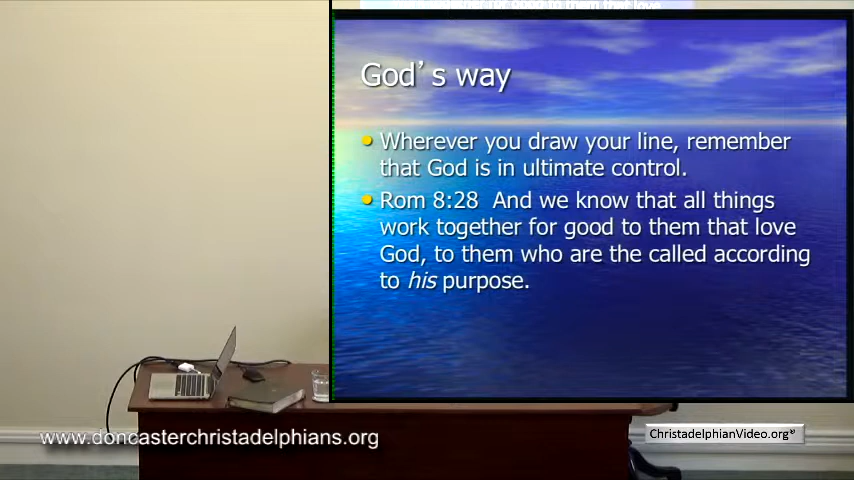 God's way
• Wherever you draw your line, remember
that God is in ultimate control.
• Rom 8:28 And we know that all things
work together for good to them that love
God, to them who are the called according
to his purpose.
www.doncasterchristadelphians.org
ChristadelphianVideo.org®